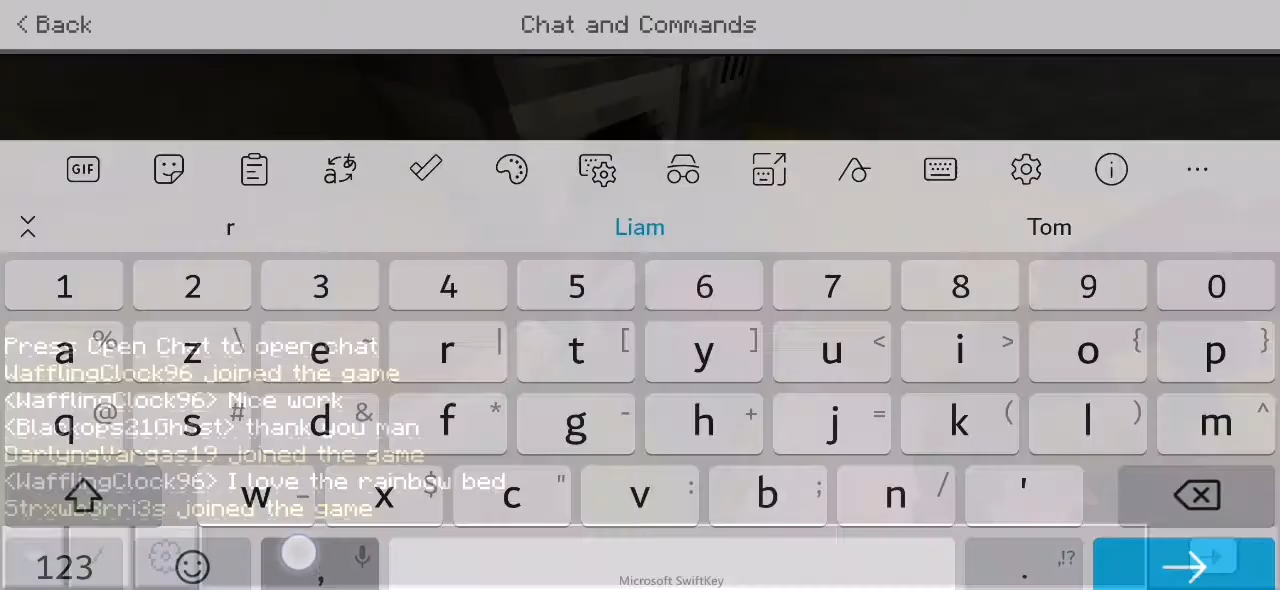 Back
Chat and Commands
GIF
r Liam Tom
1 2 3 4 5 6 7 8 9 0
a % z \ e r | t [ y ] u < i > o { p }
q @ s # d & f * g - h + j = k ( l ) m ^
w _ x $ c " v : b ; n / '
123 , . ,!?
Microsoft SwiftKey
Press Open Chat to open chat
WafflingClock96 joined the game
<WafflingClock96> Nice work
<Blankops21Ghost> thank you man
DarlyngVargas19 joined the game
<WafflingClock96> I love the rainbow bed
joined the game